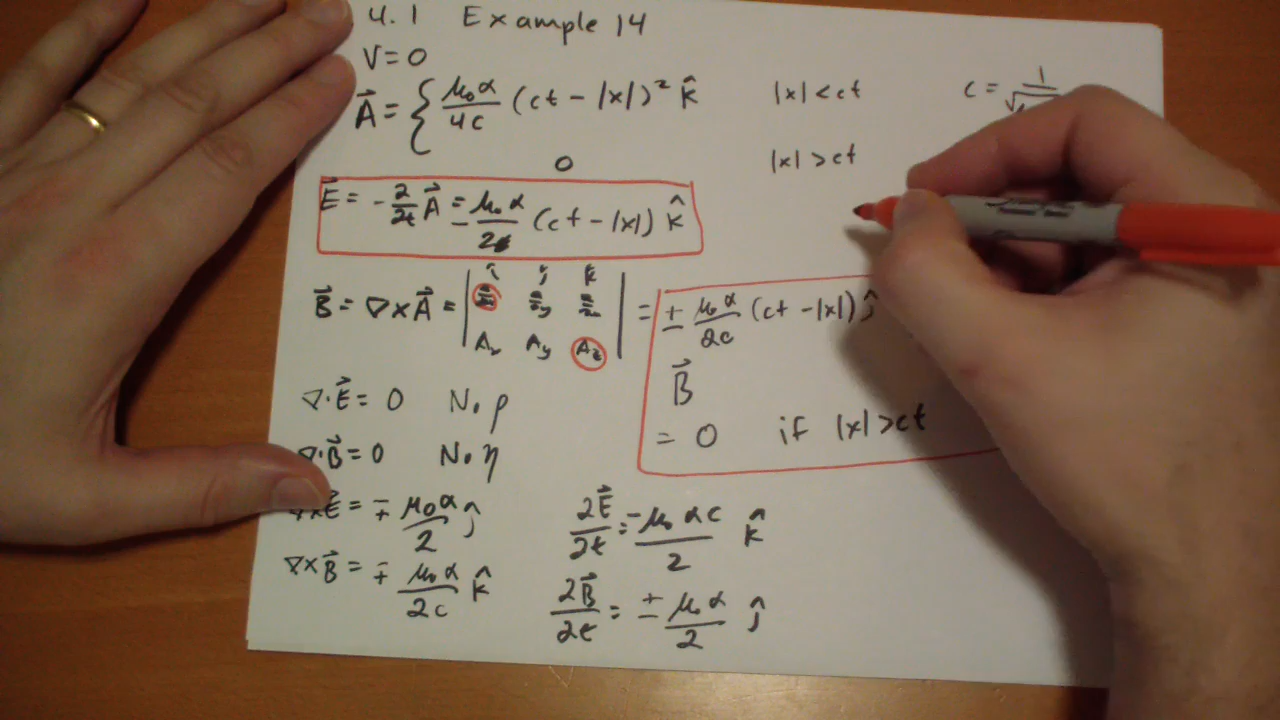 4.1 Example 14
V = 0
A⃗ = { μ₀α/4c (ct - |x|)² k̂   |x| < ct   c = 1/√
0   |x| > ct
E⃗ = - ∂/∂t A⃗ = - μ₀α/2 (ct - |x|) k̂
î ĵ k̂
B⃗ = ∇ × A⃗ = | ∂/∂x ∂/∂y ∂/∂z | = ± μ₀α/2c (ct - |x|) ĵ
Ax Ay Az
B⃗
∇·E⃗ = 0   No ρ
= 0   if |x| > ct
∇·B⃗ = 0   No η
∇×E⃗ = ∓ μ₀α/2 ĵ   ∂E⃗/∂t = -μ₀αc/2 k̂
∇×B⃗ = ∓ μ₀α/2c k̂   ∂B⃗/∂t = ± μ₀α/2 ĵ